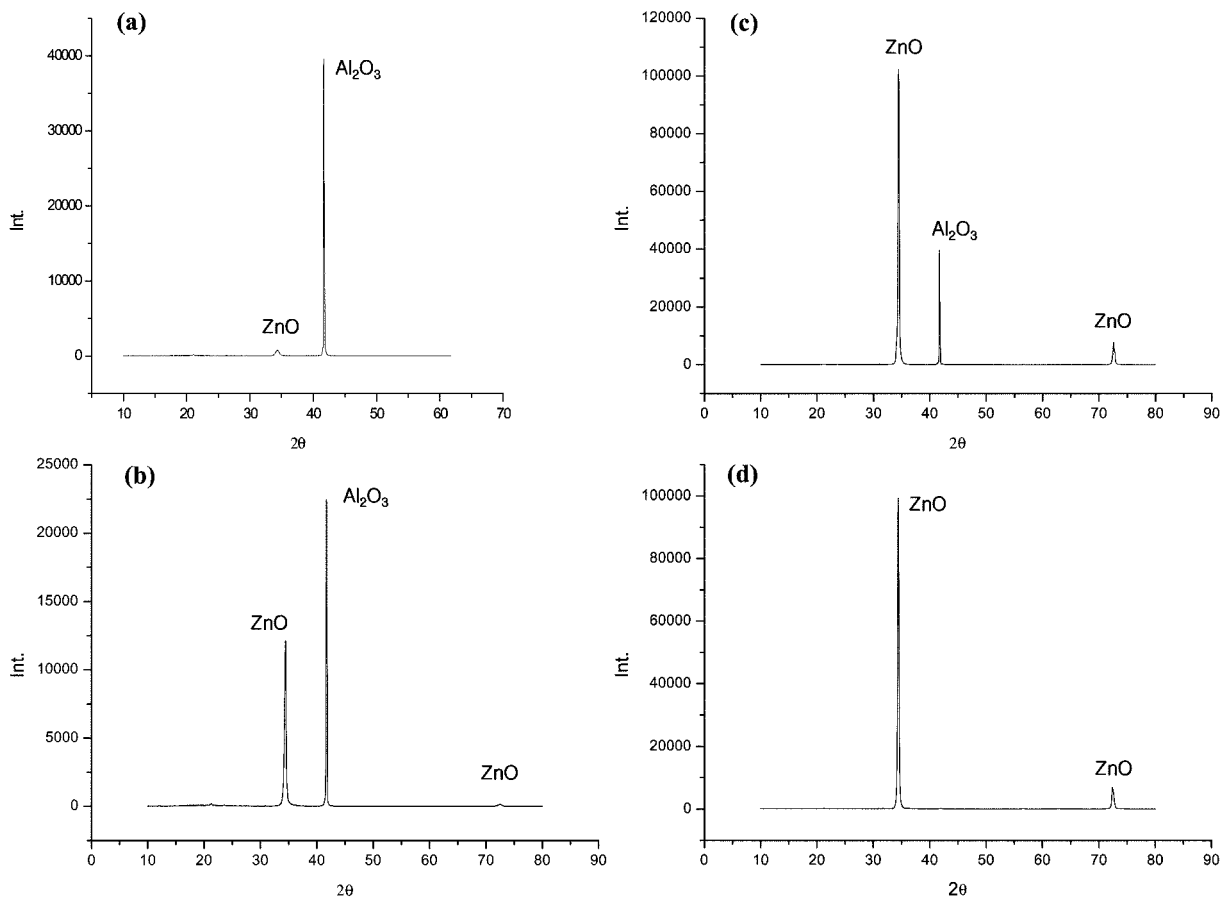 (a)
40000
30000
20000
10000
0
Int.
Al₂O₃
ZnO
10 20 30 40 50 60 70
2θ
(b)
25000
20000
15000
10000
5000
0
Int.
Al₂O₃
ZnO
ZnO
0 10 20 30 40 50 60 70 80 90
2θ
(c)
120000
100000
80000
60000
40000
20000
0
Int.
ZnO
Al₂O₃
ZnO
0 10 20 30 40 50 60 70 80 90
2θ
(d)
100000
80000
60000
40000
20000
0
Int.
ZnO
ZnO
0 10 20 30 40 50 60 70 80 90
2θ